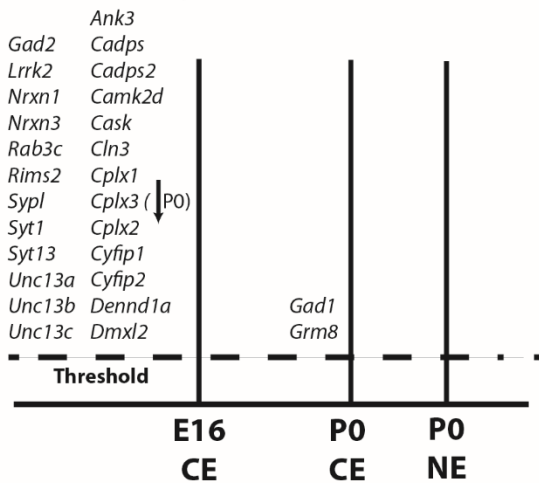 Ank3
Gad2 Cadps
Lrrk2 Cadps2
Nrxn1 Camk2d
Nrxn3 Cask
Rab3c Cln3
Rims2 Cplx1
Sypl Cplx3 (↓P0)
Syt1 Cplx2
Syt13 Cyfip1
Unc13a Cyfip2
Unc13b Dennd1a Gad1
Unc13c Dmxl2 Grm8
Threshold
E16 P0 P0
CE CE NE